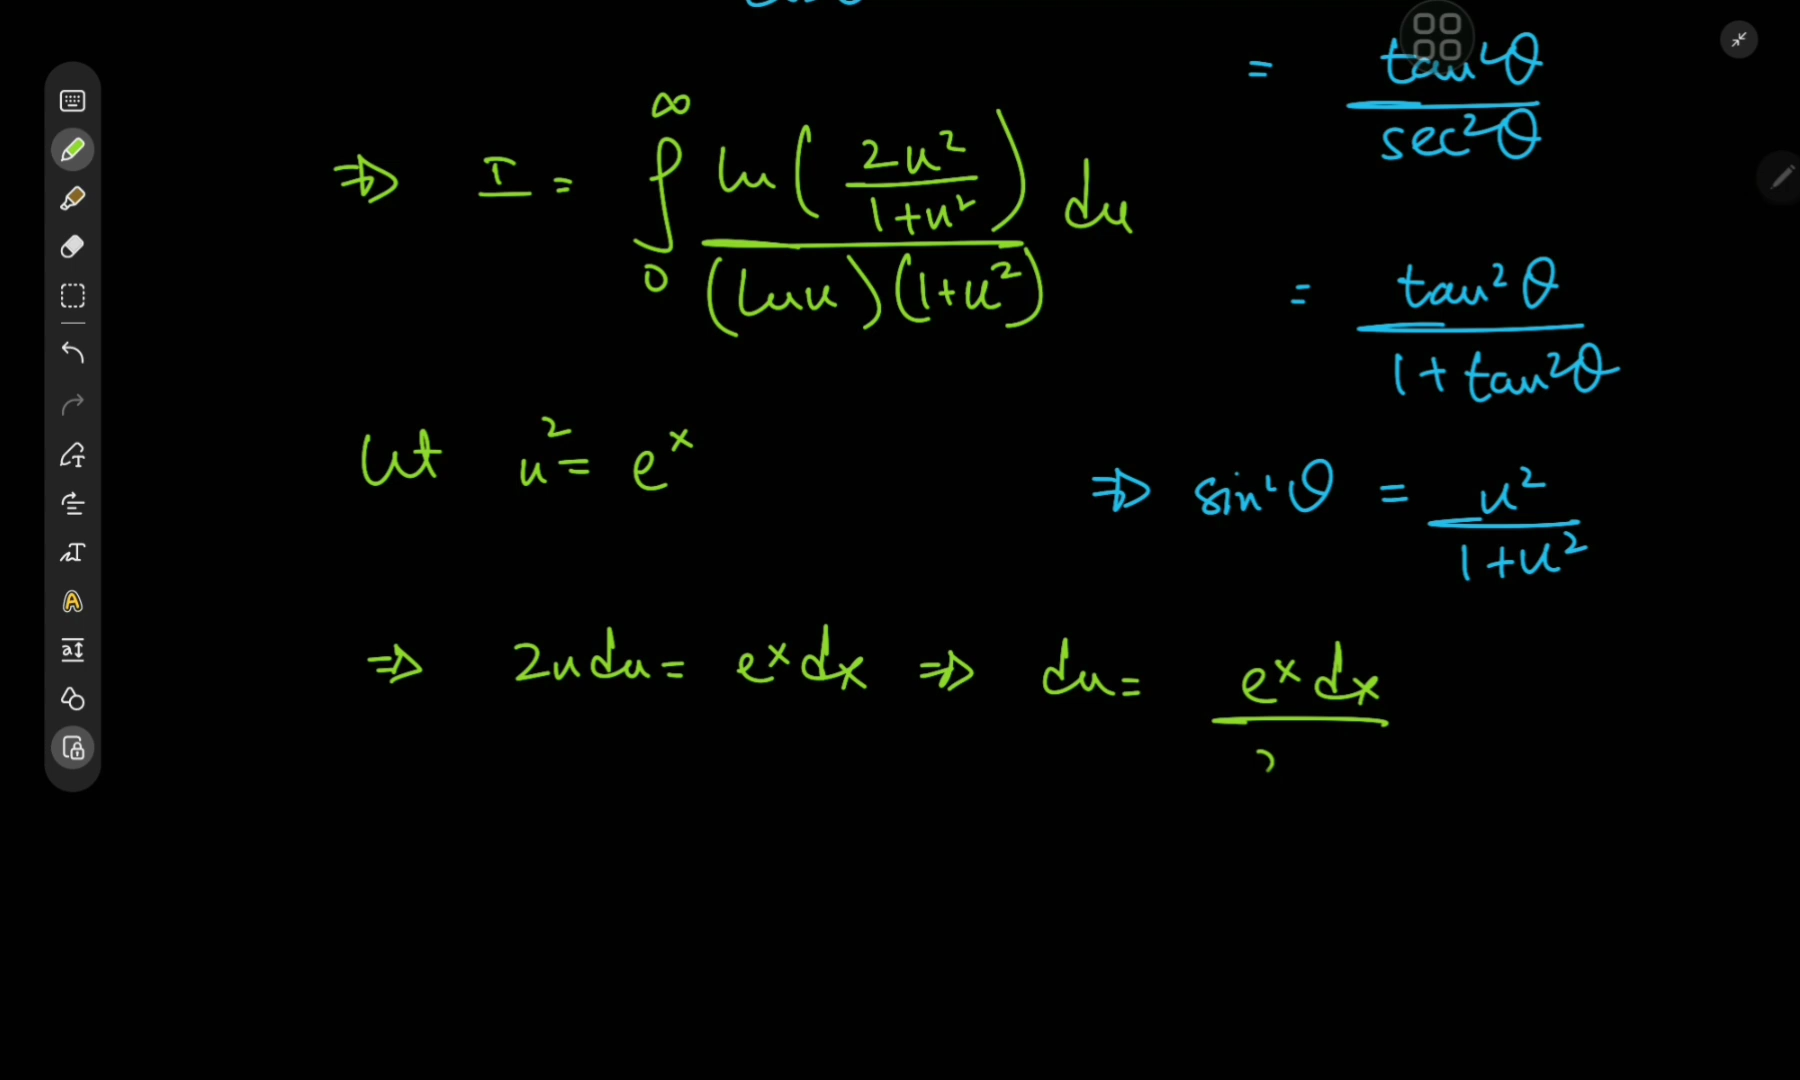 = tan²θ / sec²θ
⇒ I = ∫₀^∞ ln(2u² / 1+u²) / (ln u)(1+u²) du
= tan²θ / 1 + tan²θ
Let u² = eˣ
⇒ sin²θ = u² / 1+u²
⇒ 2u du = eˣ dx ⇒ du = eˣ dx /